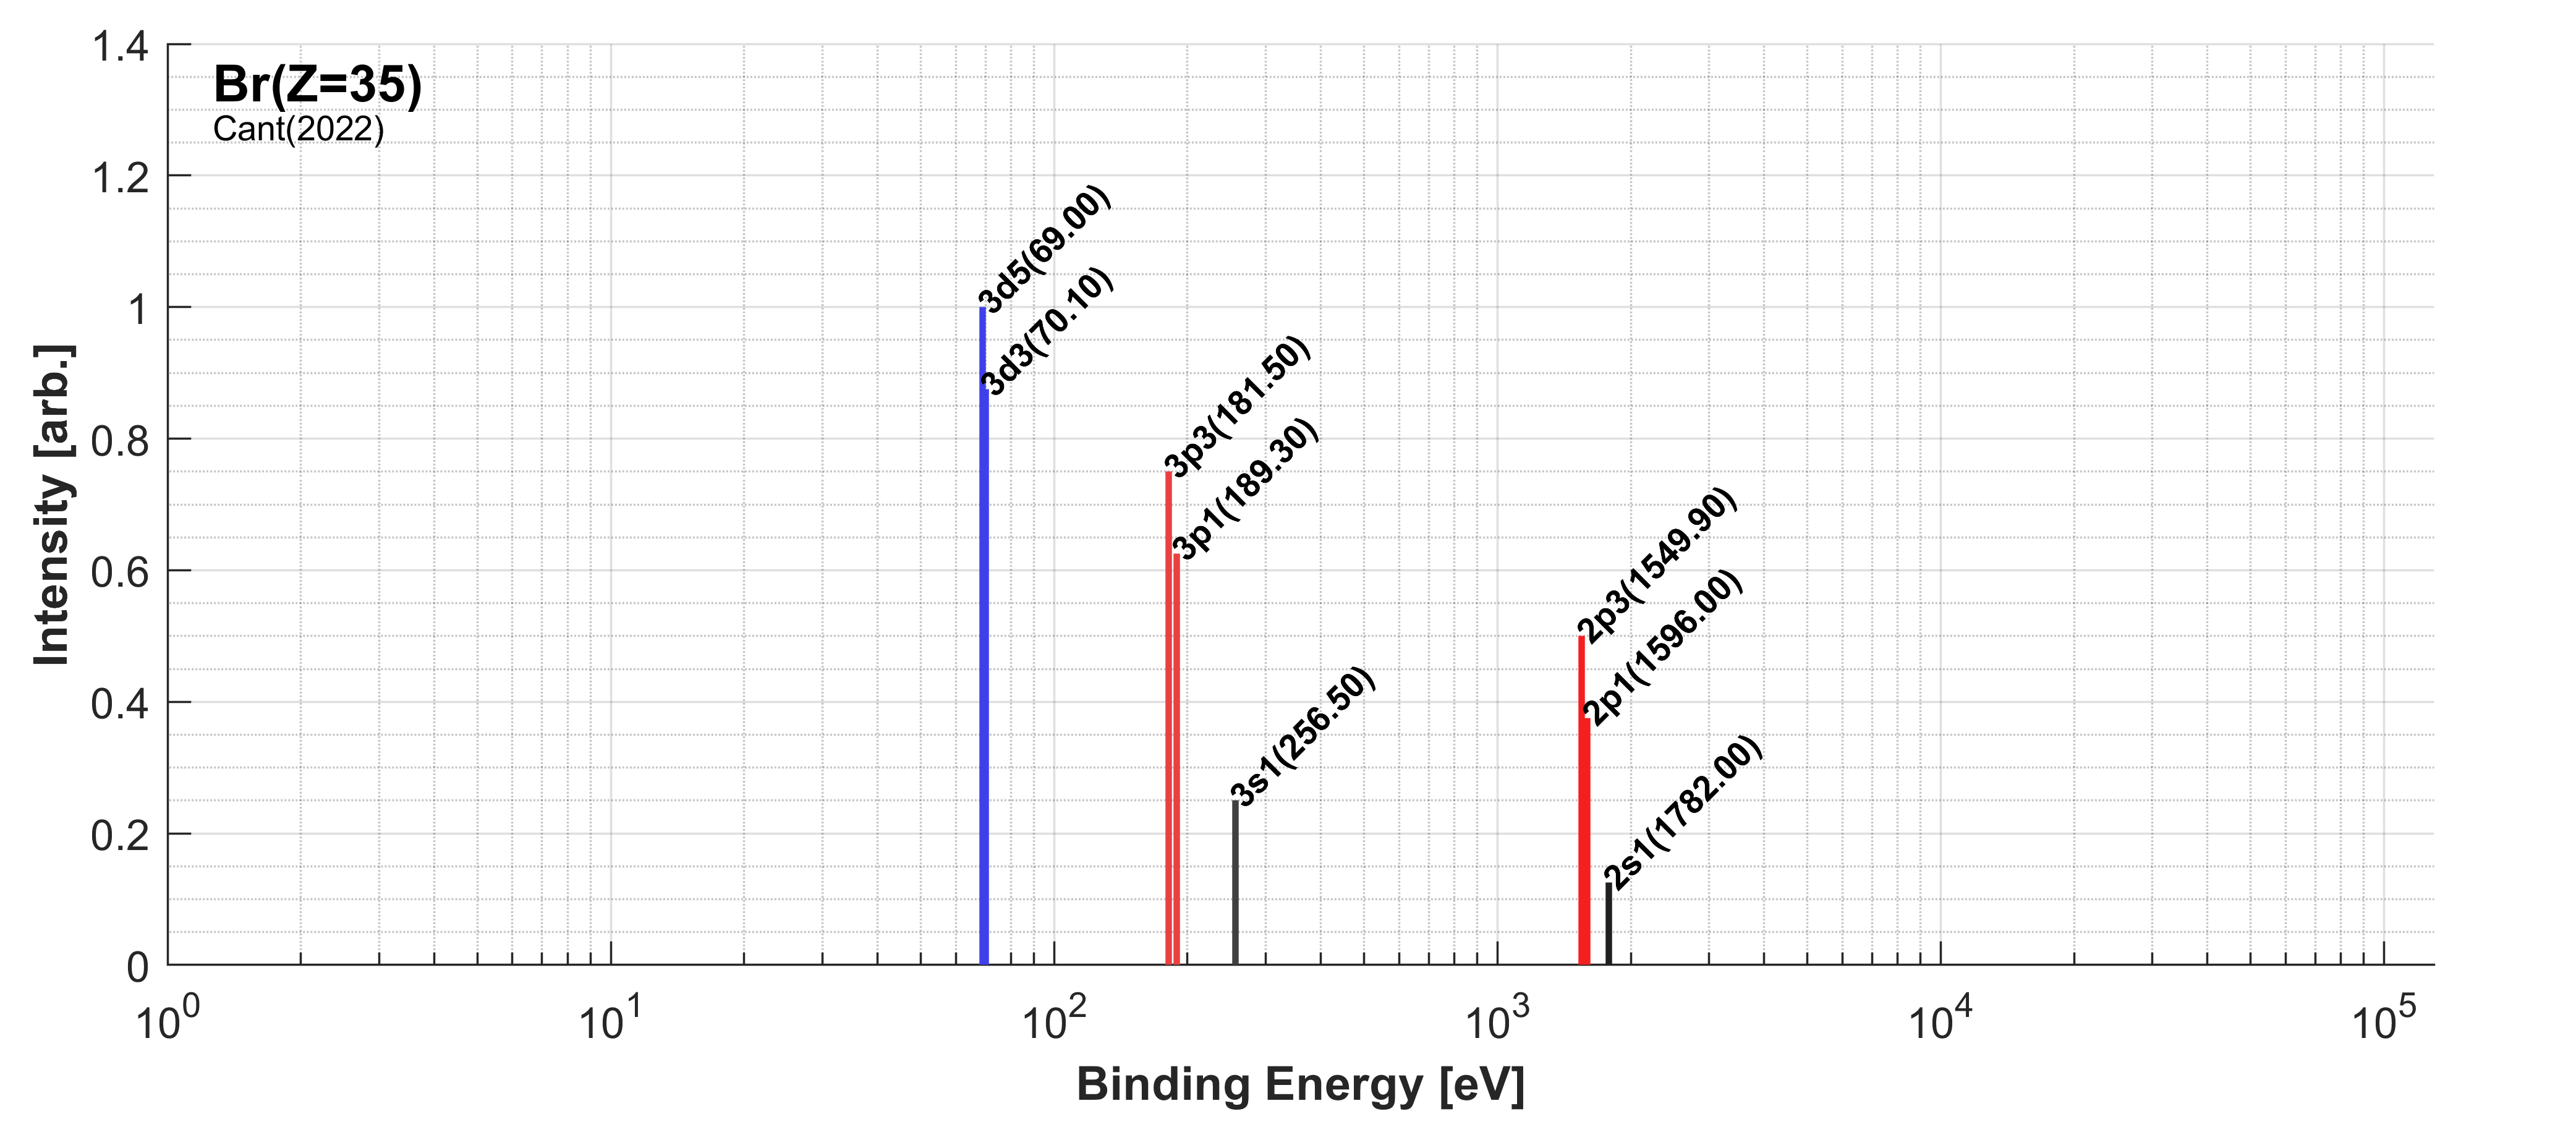 Br(Z=35)
Cant(2022)
1.4
1.2
1
0.8
0.6
0.4
0.2
0
Intensity [arb.]
3d5(69.00)
3d3(70.10)
3p3(181.50)
3p1(189.30)
3s1(256.50)
2p3(1549.90)
2p1(1596.00)
2s1(1782.00)
10^0 10^1 10^2 10^3 10^4 10^5
Binding Energy [eV]